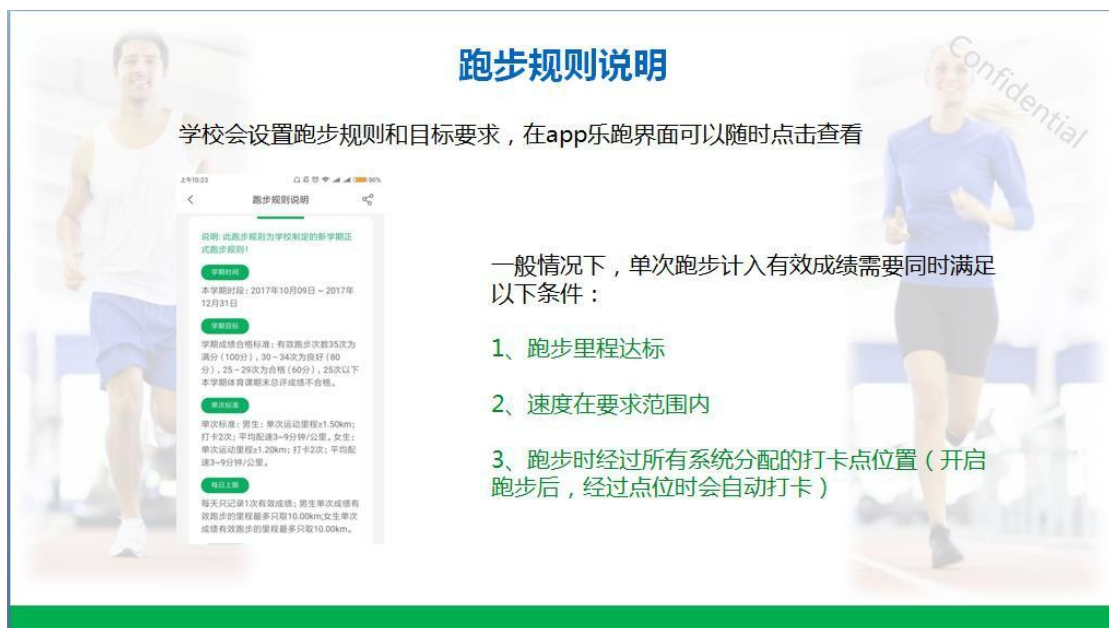 跑步规则说明
Confidential
学校会设置跑步规则和目标要求，在app乐跑界面可以随时点击查看
上午10:23
86%
跑步规则说明
说明: 此跑步规则为学校制定的新学期正
式跑步规则!
学期时间
本学期时段: 2017年10月09日 ~ 2017年
12月31日
学期目标
学期成绩合格标准: 有效跑步次数35次为
满分 (100分) , 30~34次为良好 (80
分) , 25~29次为合格 (60分) , 25次以下
本学期体育课期末总评成绩不合格。
单次标准
单次标准: 男生: 单次运动里程≥1.50km;
打卡2次; 平均配速3~9分钟/公里。女生:
单次运动里程≥1.20km; 打卡2次; 平均配
速3~9分钟/公里。
每日上限
每天只记录1次有效成绩; 男生单次成绩有
效跑步的里程最多只取10.00km;女生单次
成绩有效跑步的里程最多只取10.00km。
一般情况下，单次跑步计入有效成绩需要同时满足
以下条件：
1、跑步里程达标
2、速度在要求范围内
3、跑步时经过所有系统分配的打卡点位置（开启
跑步后，经过点位时会自动打卡）